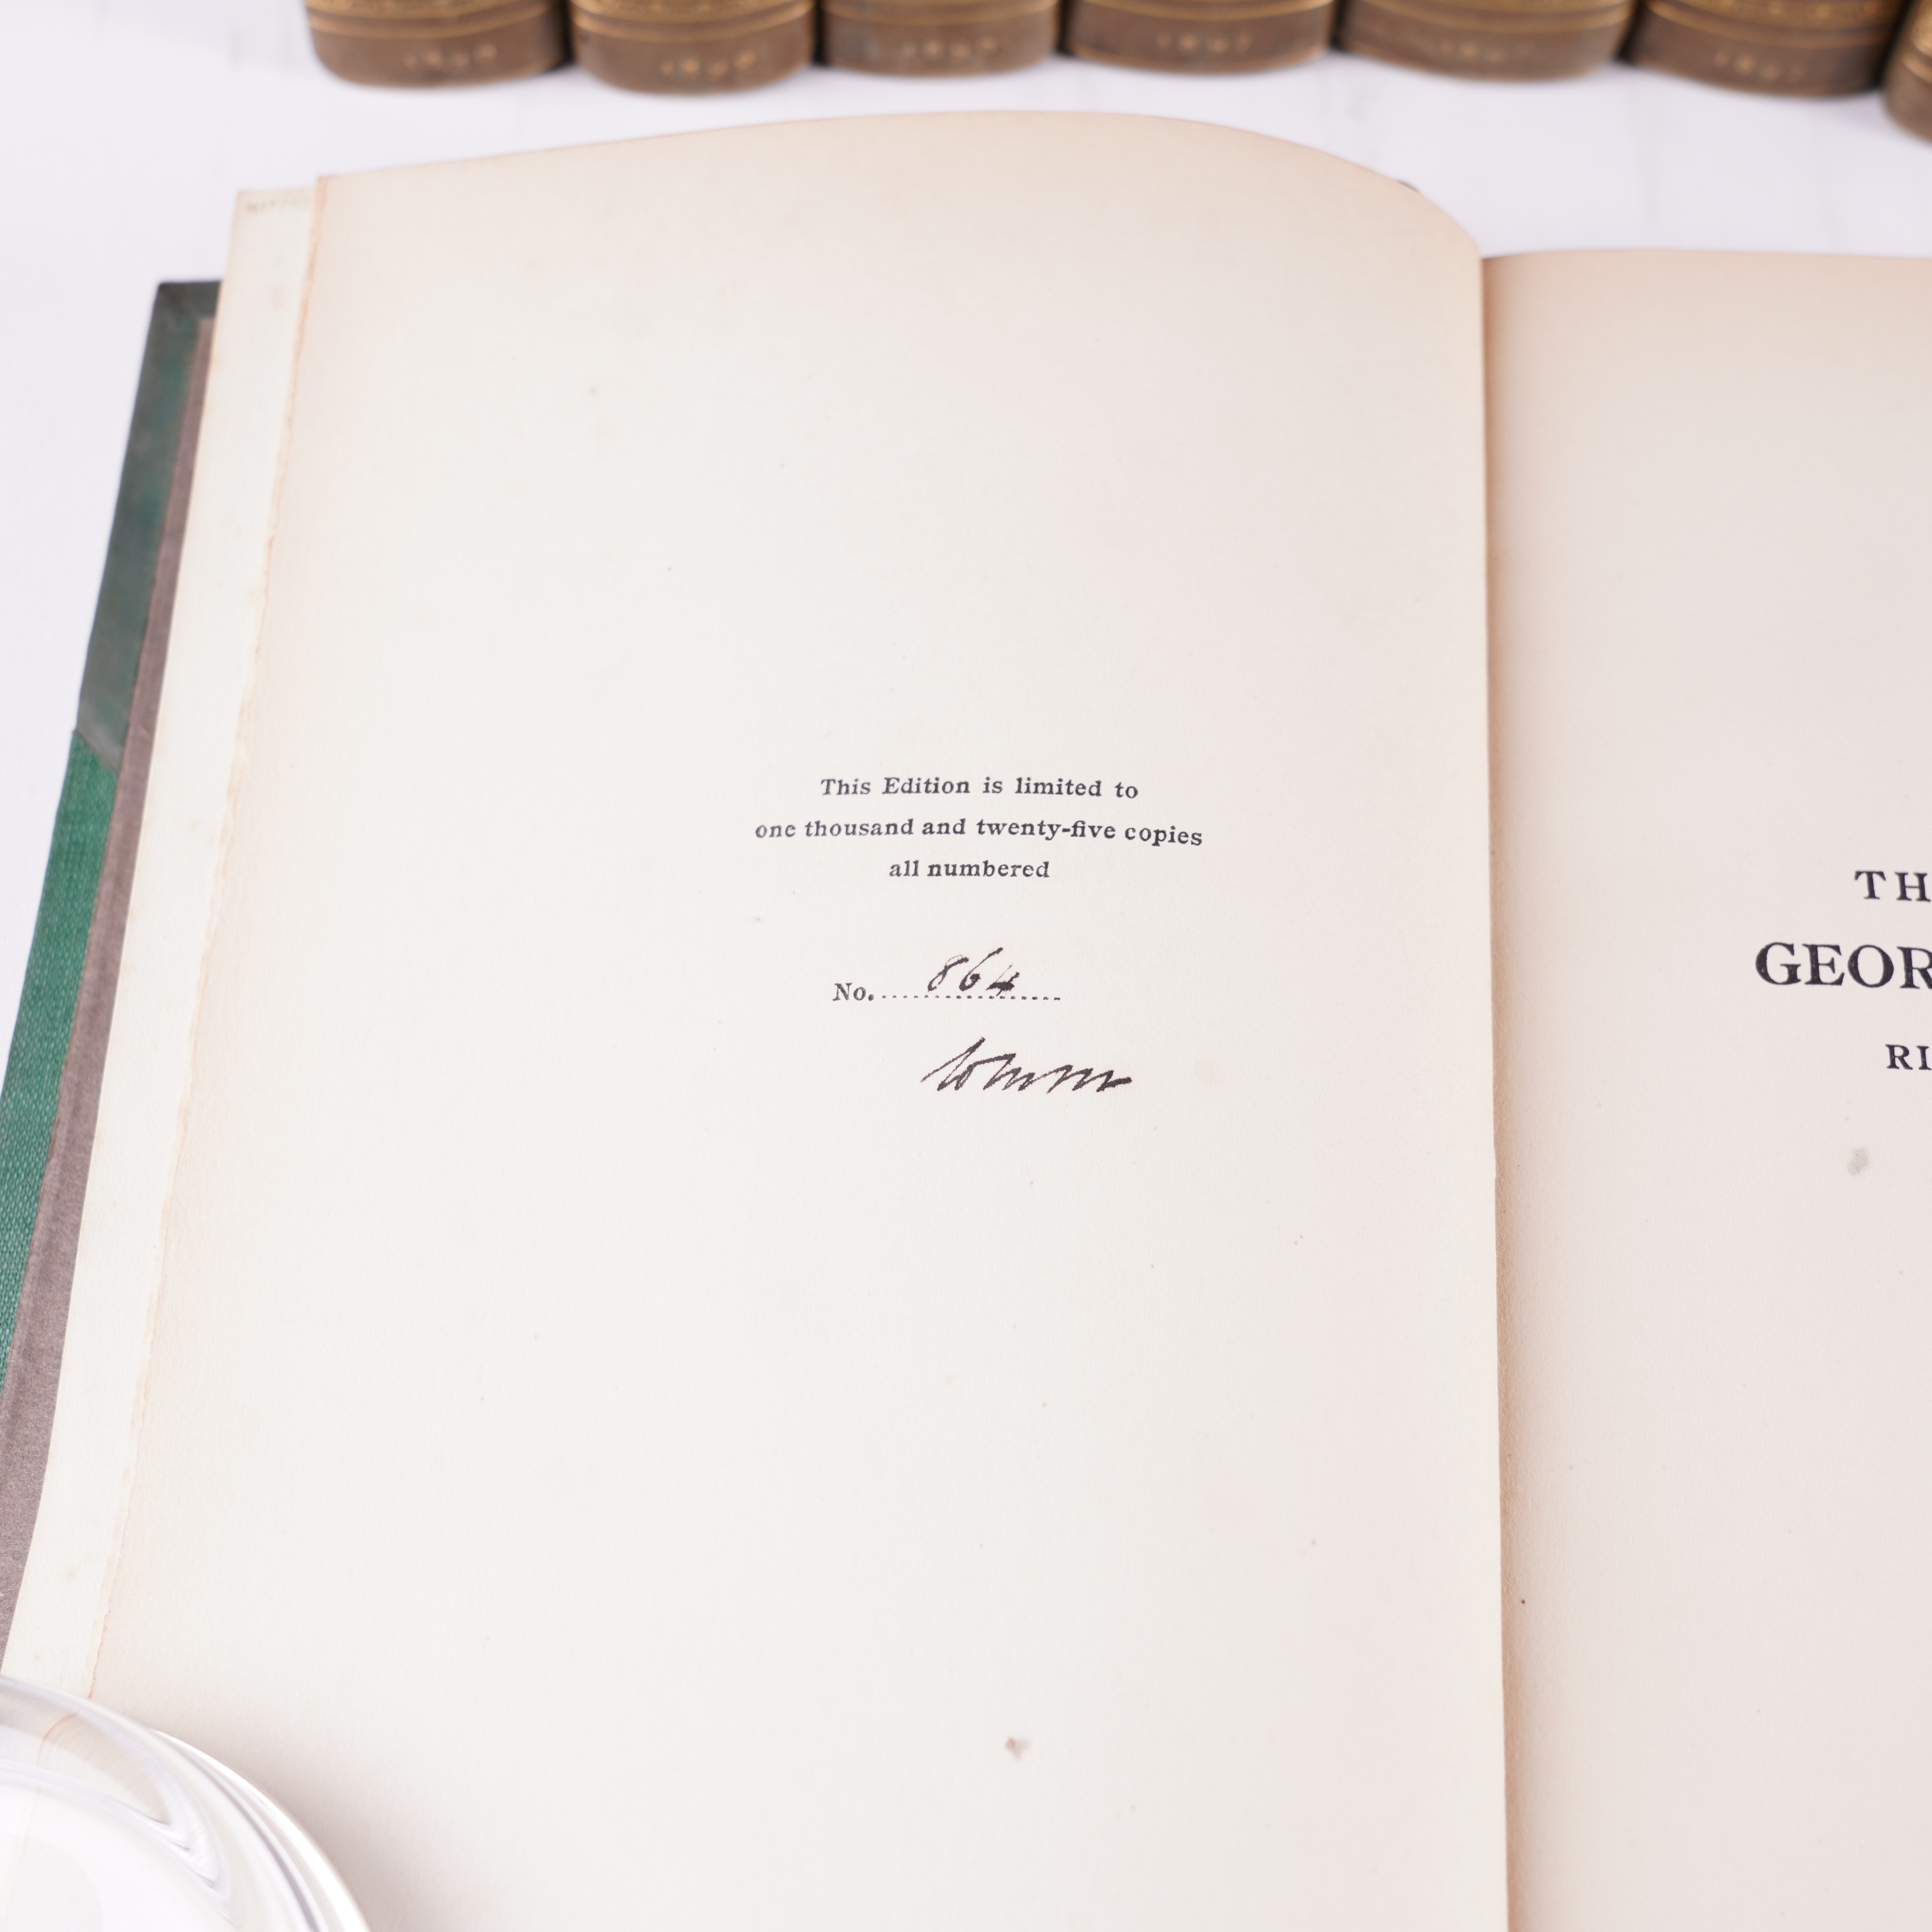 This Edition is limited to
one thousand and twenty-five copies
all numbered
No. 864
TH
GEOR
RI